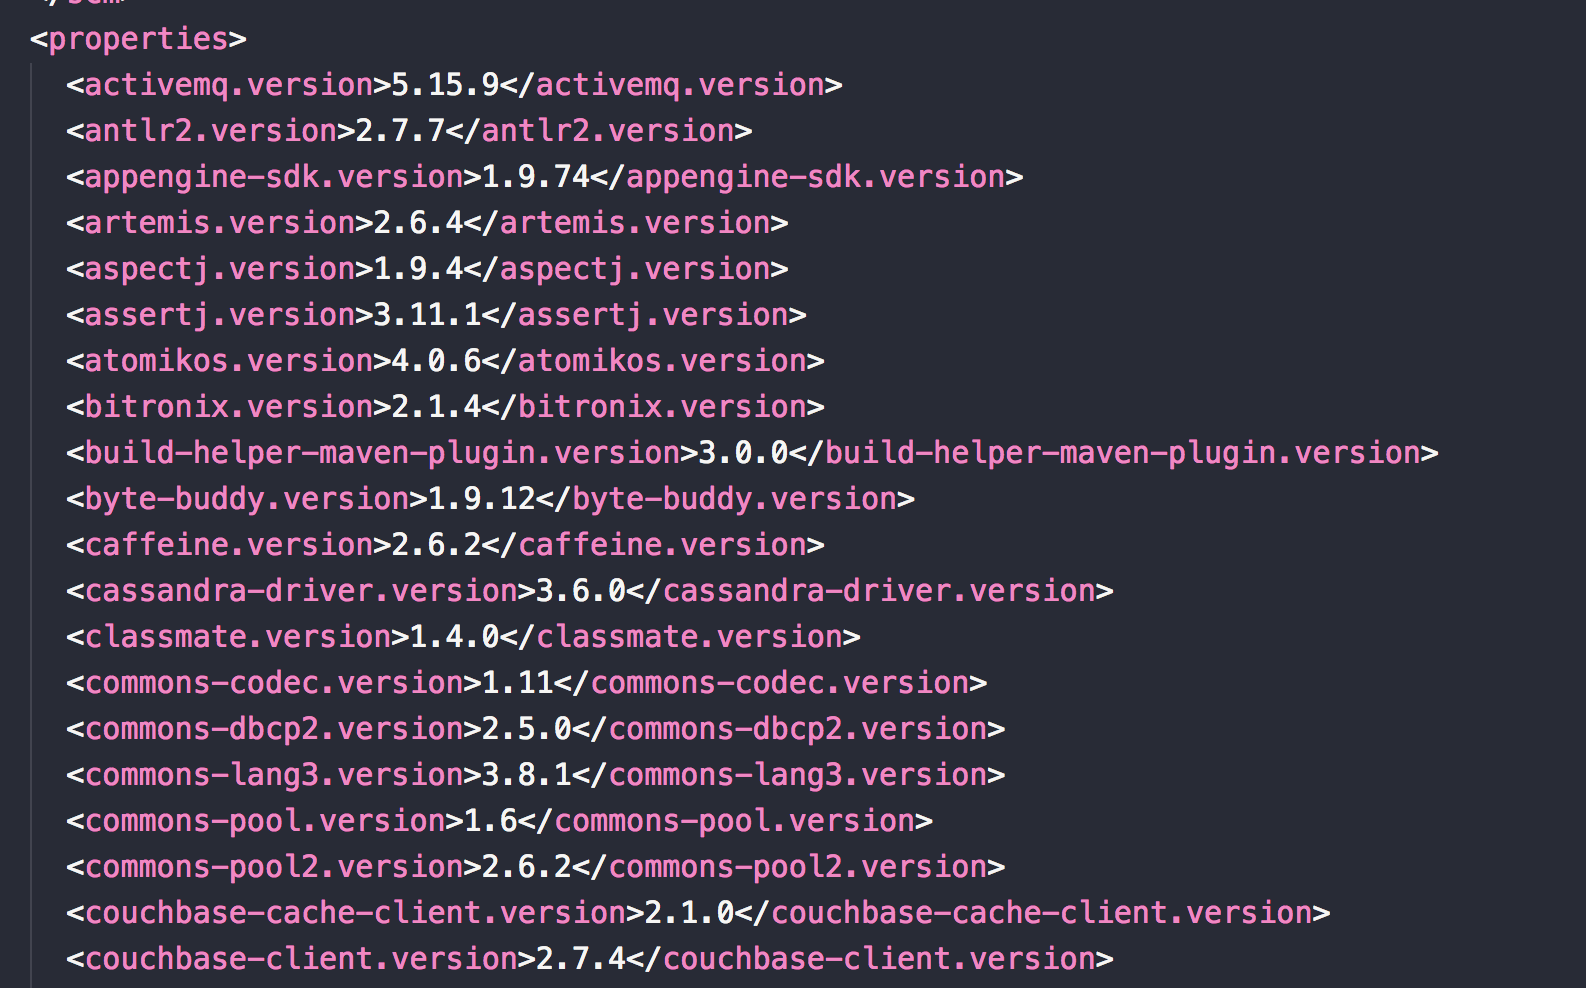 <properties>
<activemq.version>5.15.9</activemq.version>
<antlr2.version>2.7.7</antlr2.version>
<appengine-sdk.version>1.9.74</appengine-sdk.version>
<artemis.version>2.6.4</artemis.version>
<aspectj.version>1.9.4</aspectj.version>
<assertj.version>3.11.1</assertj.version>
<atomikos.version>4.0.6</atomikos.version>
<bitronix.version>2.1.4</bitronix.version>
<build-helper-maven-plugin.version>3.0.0</build-helper-maven-plugin.version>
<byte-buddy.version>1.9.12</byte-buddy.version>
<caffeine.version>2.6.2</caffeine.version>
<cassandra-driver.version>3.6.0</cassandra-driver.version>
<classmate.version>1.4.0</classmate.version>
<commons-codec.version>1.11</commons-codec.version>
<commons-dbcp2.version>2.5.0</commons-dbcp2.version>
<commons-lang3.version>3.8.1</commons-lang3.version>
<commons-pool.version>1.6</commons-pool.version>
<commons-pool2.version>2.6.2</commons-pool2.version>
<couchbase-cache-client.version>2.1.0</couchbase-cache-client.version>
<couchbase-client.version>2.7.4</couchbase-client.version>